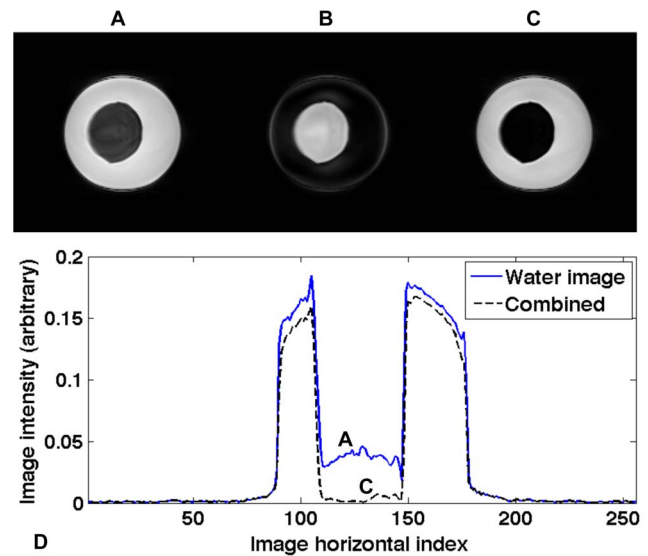 A B C
0.2
0.15
0.1
0.05
0
Image intensity (arbitrary)
Water image
Combined
A
C
50 100 150 200 250
Image horizontal index
D